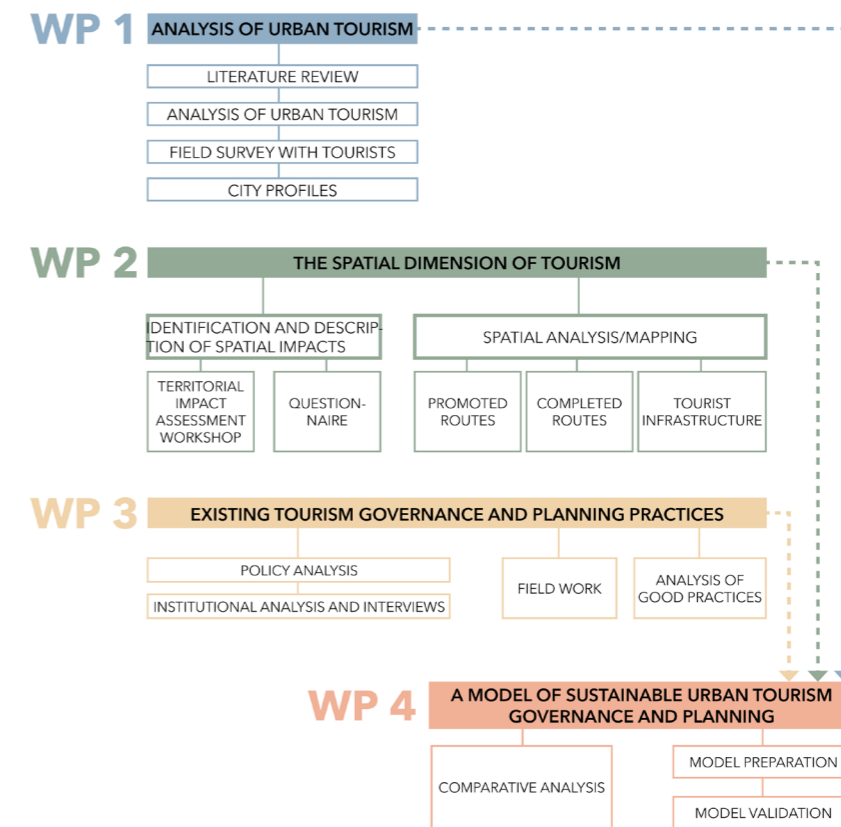 WP 1
ANALYSIS OF URBAN TOURISM
LITERATURE REVIEW
ANALYSIS OF URBAN TOURISM
FIELD SURVEY WITH TOURISTS
CITY PROFILES
WP 2
THE SPATIAL DIMENSION OF TOURISM
IDENTIFICATION AND DESCRIP-
TION OF SPATIAL IMPACTS
SPATIAL ANALYSIS/MAPPING
TERRITORIAL
IMPACT
ASSESSMENT
WORKSHOP
QUESTION-
NAIRE
PROMOTED
ROUTES
COMPLETED
ROUTES
TOURIST
INFRASTRUCTURE
WP 3
EXISTING TOURISM GOVERNANCE AND PLANNING PRACTICES
POLICY ANALYSIS
INSTITUTIONAL ANALYSIS AND INTERVIEWS
FIELD WORK
ANALYSIS OF
GOOD PRACTICES
WP 4
A MODEL OF SUSTAINABLE URBAN TOURISM
GOVERNANCE AND PLANNING
COMPARATIVE ANALYSIS
MODEL PREPARATION
MODEL VALIDATION